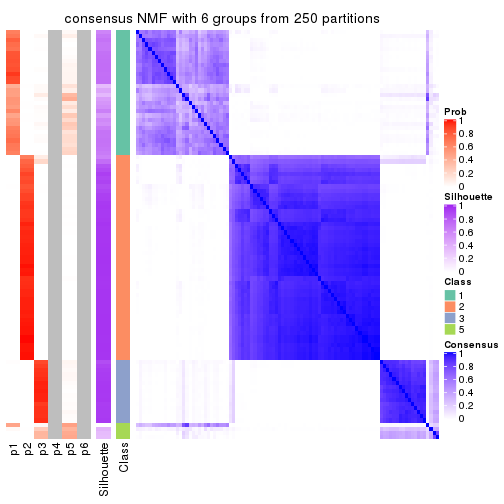 consensus NMF with 6 groups from 250 partitions
Prob
1
0.8
0.6
0.4
0.2
0
Silhouette
1
0.8
0.6
0.4
0.2
0
Class
1
2
3
5
Consensus
1
0.8
0.6
0.4
0.2
0
p1
p2
p3
p4
p5
p6
Silhouette
Class